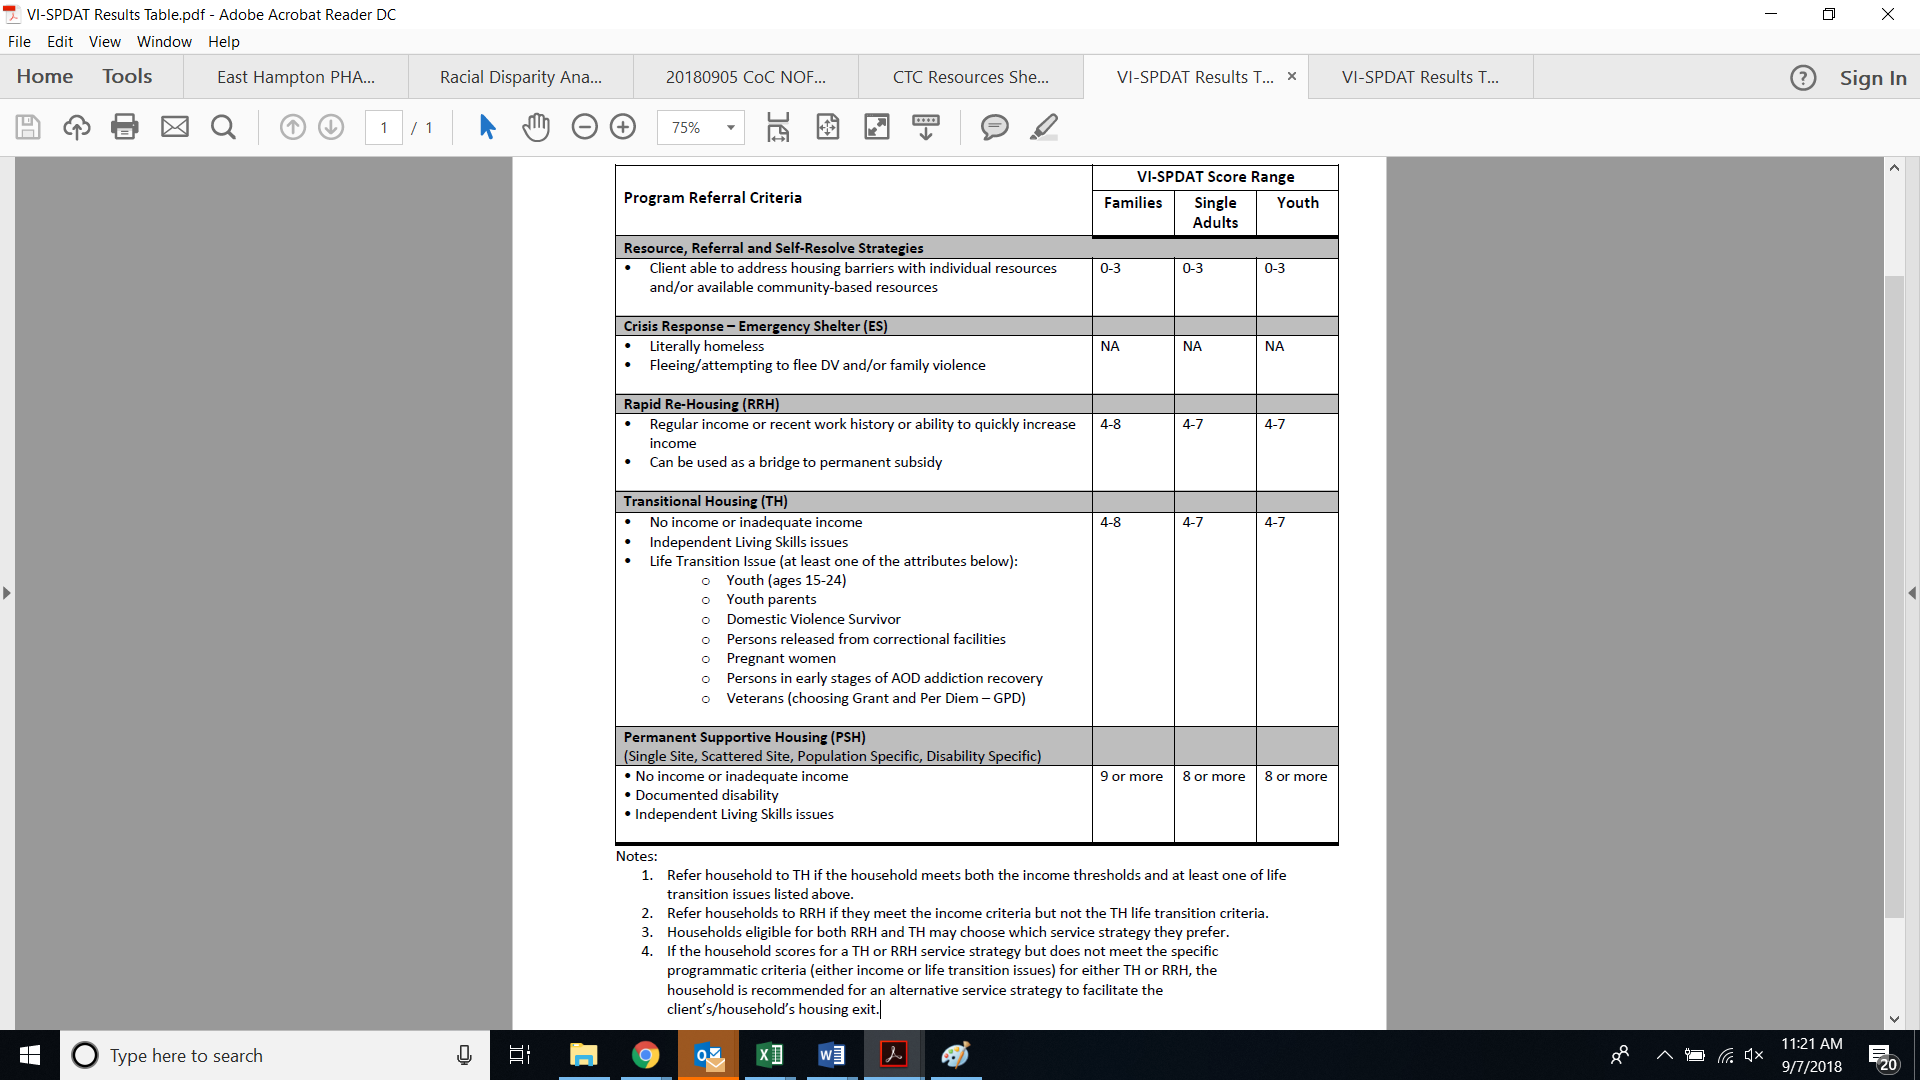 VI-SPDAT Results Table.pdf - Adobe Acrobat Reader DC
File Edit View Window Help
Home Tools East Hampton PHA... Racial Disparity Ana... 20180905 CoC NOF... CTC Resources She... VI-SPDAT Results T... × VI-SPDAT Results T... ? Sign In
1 / 1 75%
VI-SPDAT Score Range
Program Referral Criteria
Families Single Adults Youth
Resource, Referral and Self-Resolve Strategies
• Client able to address housing barriers with individual resources 0-3 0-3 0-3
and/or available community-based resources
Crisis Response – Emergency Shelter (ES)
• Literally homeless NA NA NA
• Fleeing/attempting to flee DV and/or family violence
Rapid Re-Housing (RRH)
• Regular income or recent work history or ability to quickly increase 4-8 4-7 4-7
income
• Can be used as a bridge to permanent subsidy
Transitional Housing (TH)
• No income or inadequate income 4-8 4-7 4-7
• Independent Living Skills issues
• Life Transition Issue (at least one of the attributes below):
o Youth (ages 15-24)
o Youth parents
o Domestic Violence Survivor
o Persons released from correctional facilities
o Pregnant women
o Persons in early stages of AOD addiction recovery
o Veterans (choosing Grant and Per Diem – GPD)
Permanent Supportive Housing (PSH)
(Single Site, Scattered Site, Population Specific, Disability Specific)
• No income or inadequate income 9 or more 8 or more 8 or more
• Documented disability
• Independent Living Skills issues
Notes:
1. Refer household to TH if the household meets both the income thresholds and at least one of life
transition issues listed above.
2. Refer households to RRH if they meet the income criteria but not the TH life transition criteria.
3. Households eligible for both RRH and TH may choose which service strategy they prefer.
4. If the household scores for a TH or RRH service strategy but does not meet the specific
programmatic criteria (either income or life transition issues) for either TH or RRH, the
household is recommended for an alternative service strategy to facilitate the
client's/household's housing exit.
Type here to search
11:21 AM
9/7/2018
20